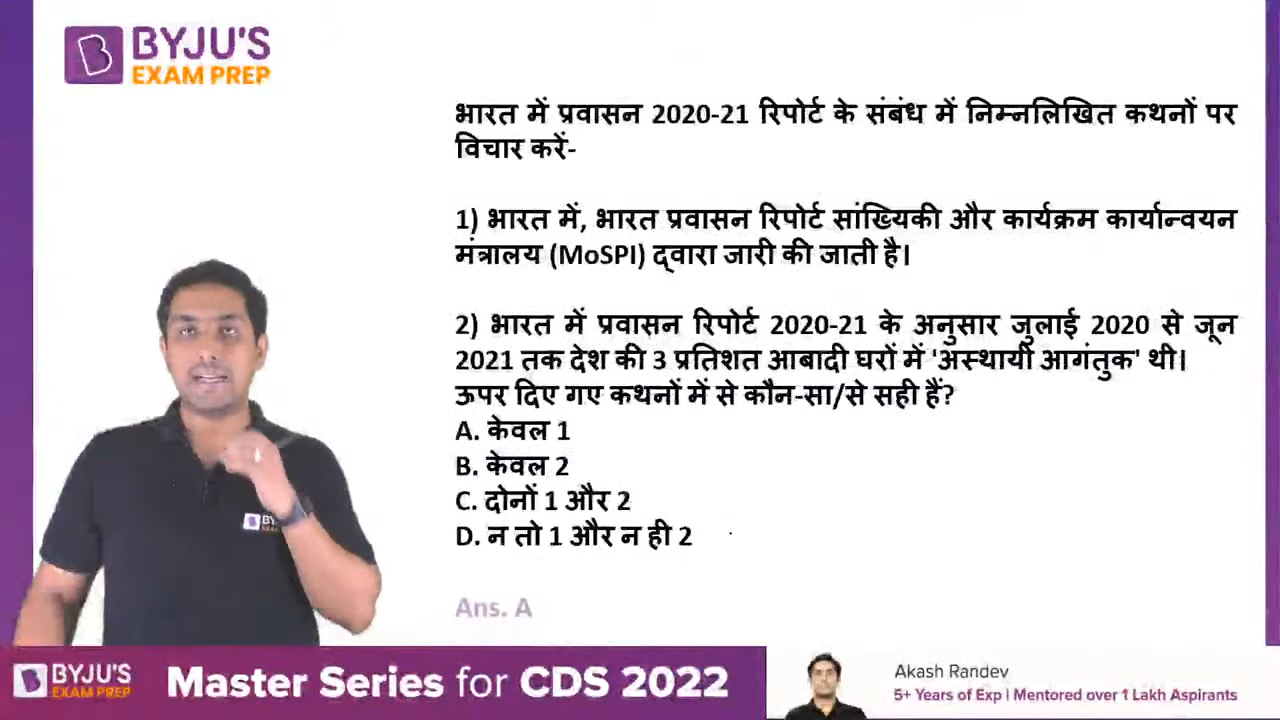 BYJU'S
EXAM PREP
भारत में प्रवासन 2020-21 रिपोर्ट के संबंध में निम्नलिखित कथनों पर
विचार करें-
1) भारत में, भारत प्रवासन रिपोर्ट सांख्यिकी और कार्यक्रम कार्यान्वयन
मंत्रालय (MoSPI) द्वारा जारी की जाती है।
2) भारत में प्रवासन रिपोर्ट 2020-21 के अनुसार जुलाई 2020 से जून
2021 तक देश की 3 प्रतिशत आबादी घरों में 'अस्थायी आगंतुक' थी।
ऊपर दिए गए कथनों में से कौन-सा/से सही हैं?
A. केवल 1
B. केवल 2
C. दोनों 1 और 2
D. न तो 1 और न ही 2
Ans. A
BYJU'S
EXAM PREP
Master Series for CDS 2022
Akash Randev
5+ Years of Exp | Mentored over 1 Lakh Aspirants